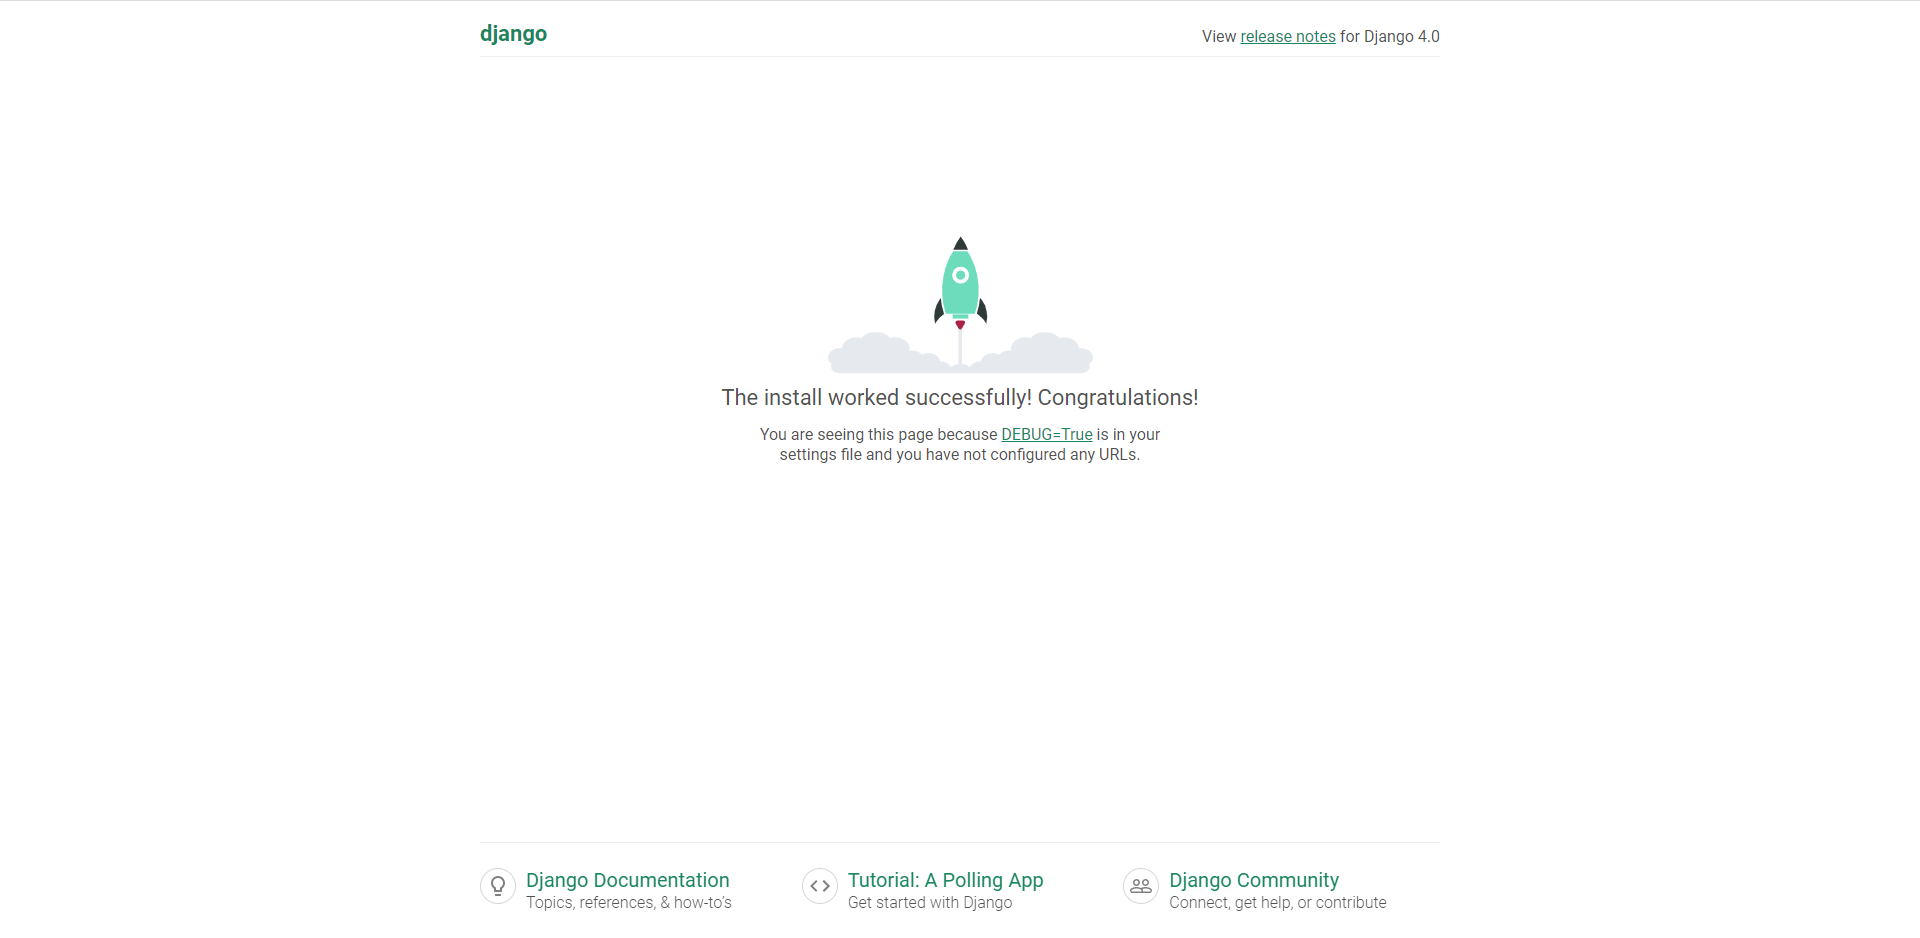 django
View release notes for Django 4.0
The install worked successfully! Congratulations!
You are seeing this page because DEBUG=True is in your
settings file and you have not configured any URLs.
Django Documentation
Topics, references, & how-to’s
Tutorial: A Polling App
Get started with Django
Django Community
Connect, get help, or contribute